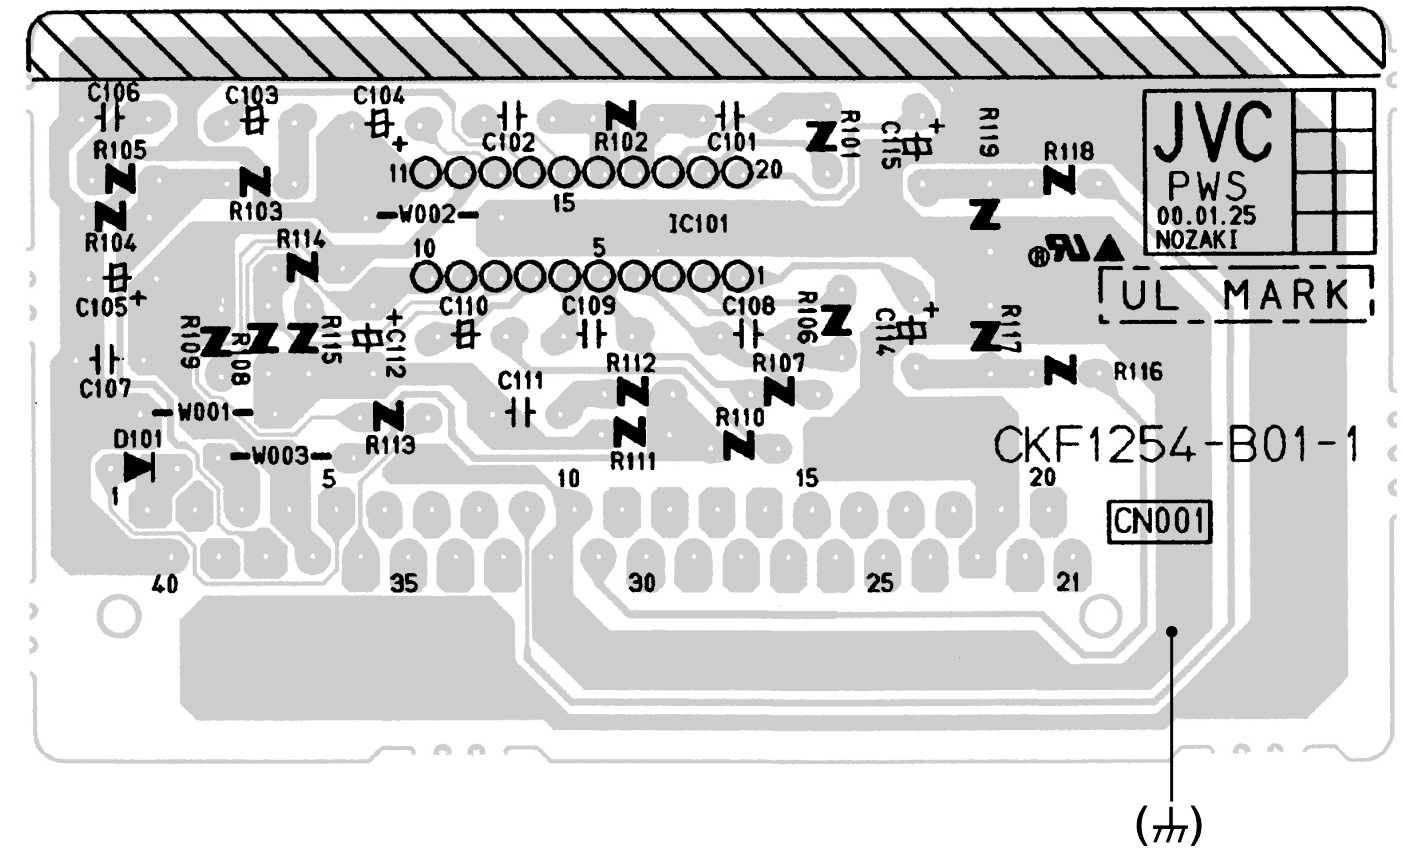 C106
C103
C104
+
C102
R102
C101
R101
C115
+
R119
R118
JVC
PWS
00.01.25
NOZAKI
R105
R103
R104
11
15
20
W002
IC101
R114
10
5
1
®
UL MARK
C105
+
C110
C109
C108
R106
C114
+
R117
R109
R108
R115
+
C112
C107
R112
R107
R116
C111
W001
R113
R111
R110
CKF1254-B01-1
D101
W003
1
5
10
15
20
CN001
40
35
30
25
21
( )